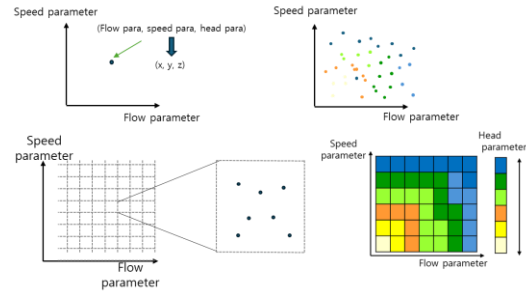 Speed parameter
(Flow para, speed para, head para)
(x, y, z)
Flow parameter
Speed parameter
Flow parameter
Speed
parameter
Flow
parameter
Speed
parameter
Head
parameter
Flow parameter